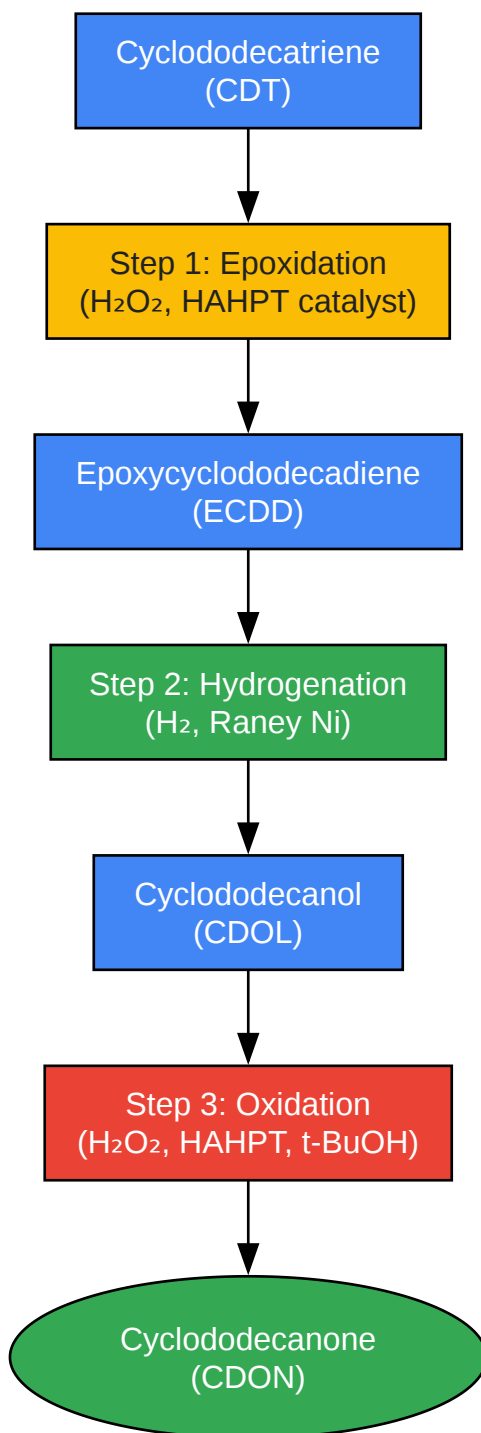 Cyclododecatriene
(CDT)
Step 1: Epoxidation
(H₂O₂, HAHPT catalyst)
Epoxycyclododecadiene
(ECDD)
Step 2: Hydrogenation
(H₂, Raney Ni)
Cyclododecanol
(CDOL)
Step 3: Oxidation
(H₂O₂, HAHPT, t-BuOH)
Cyclododecanone
(CDON)